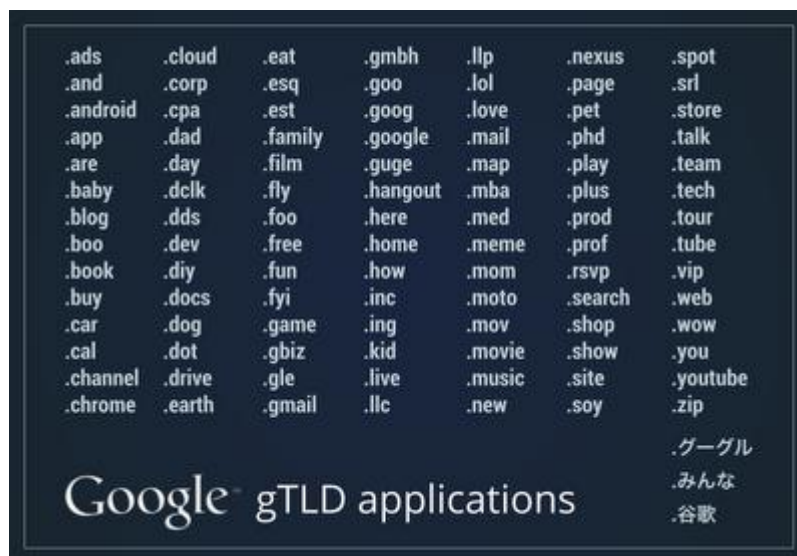 .ads
.and
.android
.app
.are
.baby
.blog
.boo
.book
.buy
.car
.cal
.channel
.chrome
.cloud
.corp
.cpa
.dad
.day
.dclk
.dds
.dev
.diy
.docs
.dog
.dot
.drive
.earth
.eat
.esq
.est
.family
.film
.fly
.foo
.free
.fun
.fyi
.game
.gbiz
.gle
.gmail
.gmbh
.goo
.goog
.google
.guge
.hangout
.here
.home
.how
.inc
.ing
.kid
.live
.llc
.llp
.lol
.love
.mail
.map
.mba
.med
.meme
.mom
.moto
.mov
.movie
.music
.new
.nexus
.page
.pet
.phd
.play
.plus
.prod
.prof
.rsvp
.search
.shop
.show
.site
.soy
.spot
.srl
.store
.talk
.team
.tech
.tour
.tube
.vip
.web
.wow
.you
.youtube
.zip
.グーグル
.みんな
.谷歌
Google™ gTLD applications